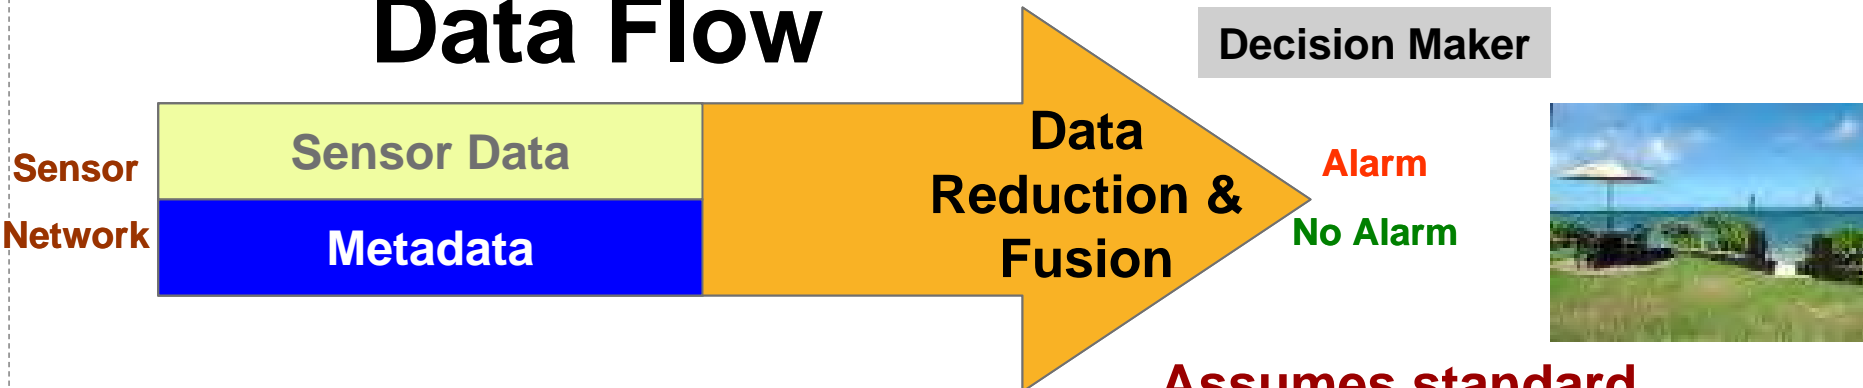 Data Flow
Decision Maker
Sensor
Network
Sensor Data
Metadata
Data
Reduction &
Fusion
Alarm
No Alarm
Assumes standard